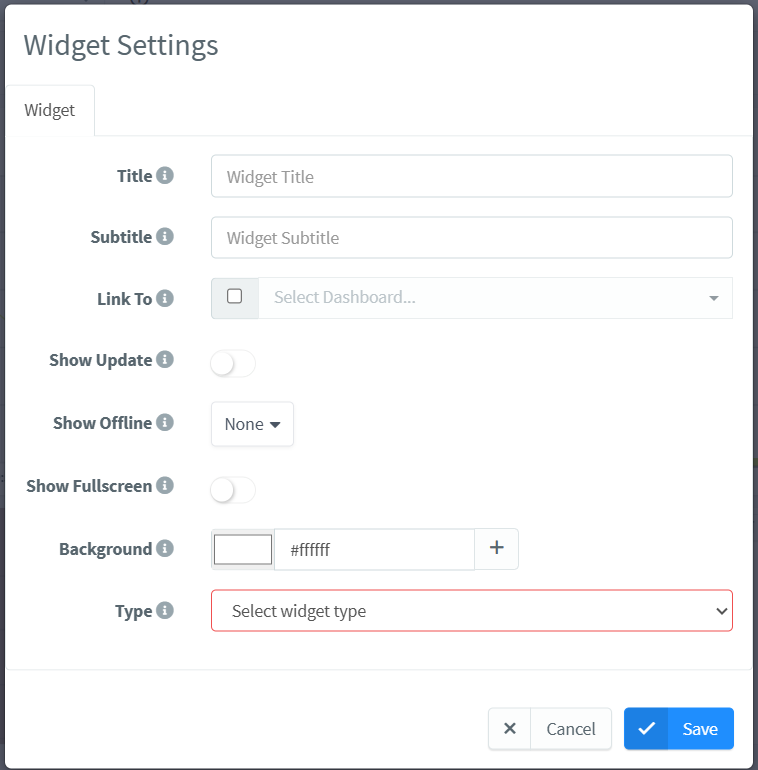 Widget Settings
Widget
Title
Widget Title
Subtitle
Widget Subtitle
Link To
Select Dashboard...
Show Update
Show Offline
None
Show Fullscreen
Background
#ffffff
+
Type
Select widget type
Cancel
Save